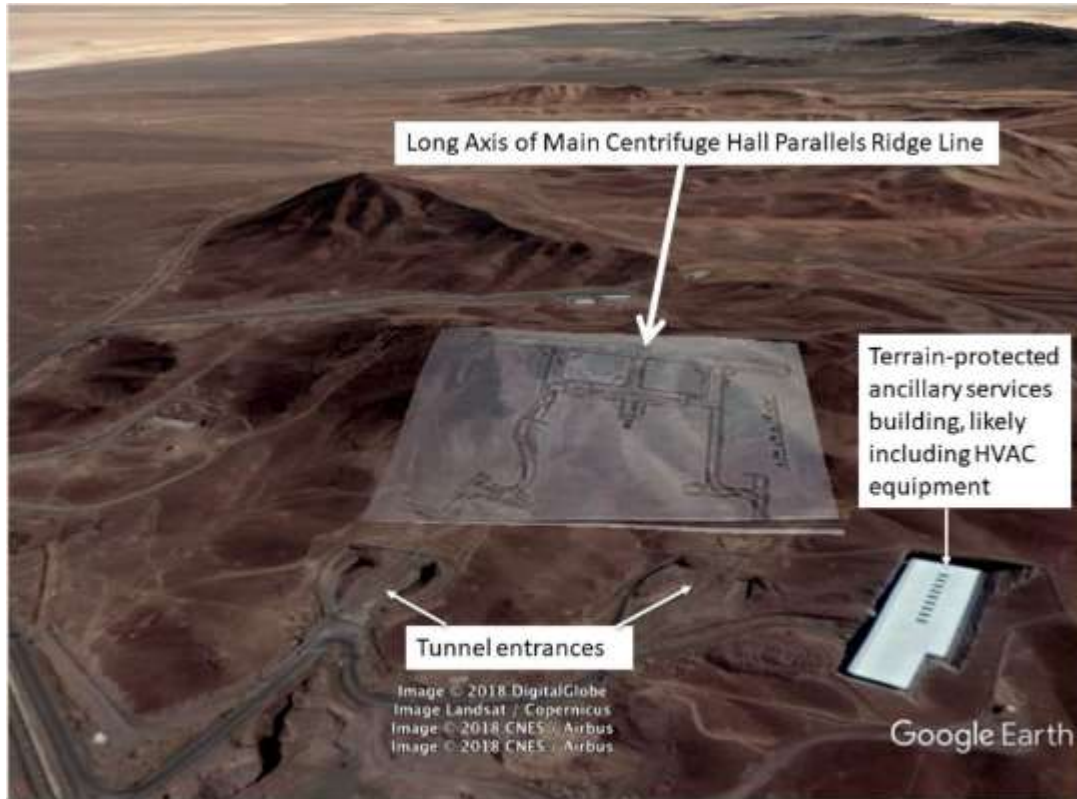 Long Axis of Main Centrifuge Hall Parallels Ridge Line
Terrain-protected
ancillary services
building, likely
including HVAC
equipment
Tunnel entrances
Image © 2018 DigitalGlobe
Image Landsat / Copernicus
Image © 2018 CNES / Airbus
Image © 2018 CNES / Airbus
Google Earth